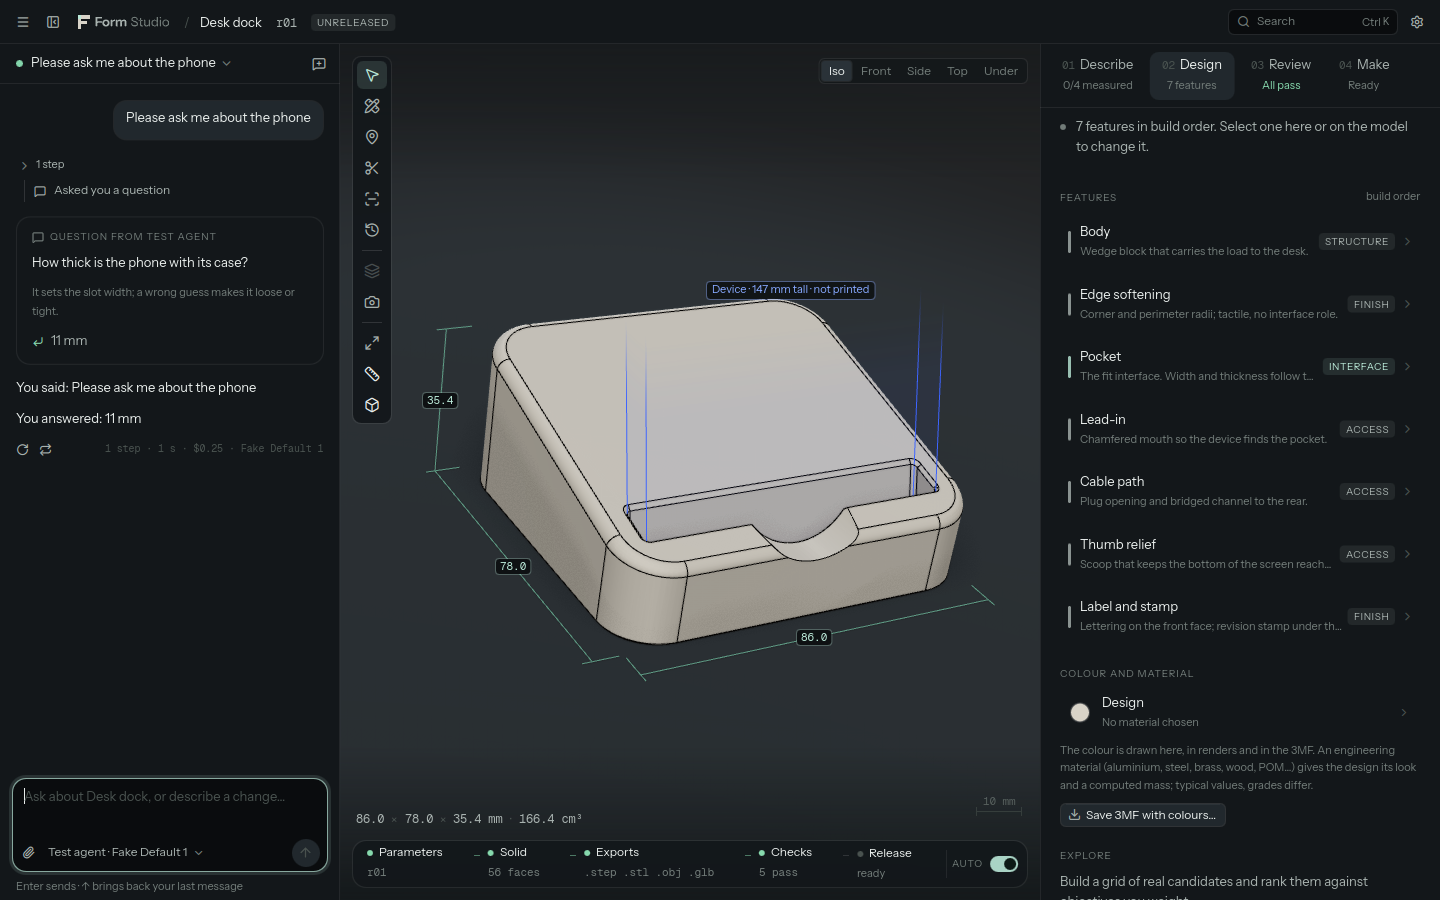 Form Studio / Desk dock r01 UNRELEASED
Search Ctrl K
Please ask me about the phone
Please ask me about the phone
1 step
Asked you a question
QUESTION FROM TEST AGENT
How thick is the phone with its case?
It sets the slot width; a wrong guess makes it loose or
tight.
11 mm
You said: Please ask me about the phone
You answered: 11 mm
1 step · 1 s · $0.25 · Fake Default 1
Ask about Desk dock, or describe a change...
Test agent · Fake Default 1
Enter sends · ↑ brings back your last message
Iso Front Side Top Under
Device · 147 mm tall · not printed
35.4
78.0
86.0
10 mm
86.0 × 78.0 × 35.4 mm · 166.4 cm³
Parameters
r01
Solid
56 faces
Exports
.step .stl .obj .glb
Checks
5 pass
Release
ready
AUTO
01 Describe
0/4 measured
02 Design
7 features
03 Review
All pass
04 Make
Ready
7 features in build order. Select one here or on the model
to change it.
FEATURES build order
Body
Wedge block that carries the load to the desk.
STRUCTURE
Edge softening
Corner and perimeter radii; tactile, no interface role.
FINISH
Pocket
The fit interface. Width and thickness follow t...
INTERFACE
Lead-in
Chamfered mouth so the device finds the pocket.
ACCESS
Cable path
Plug opening and bridged channel to the rear.
ACCESS
Thumb relief
Scoop that keeps the bottom of the screen reach...
ACCESS
Label and stamp
Lettering on the front face; revision stamp under th...
FINISH
COLOUR AND MATERIAL
Design
No material chosen
The colour is drawn here, in renders and in the 3MF. An engineering
material (aluminium, steel, brass, wood, POM...) gives the design its look
and a computed mass; typical values, grades differ.
Save 3MF with colours...
EXPLORE
Build a grid of real candidates and rank them against
objectives you weight.